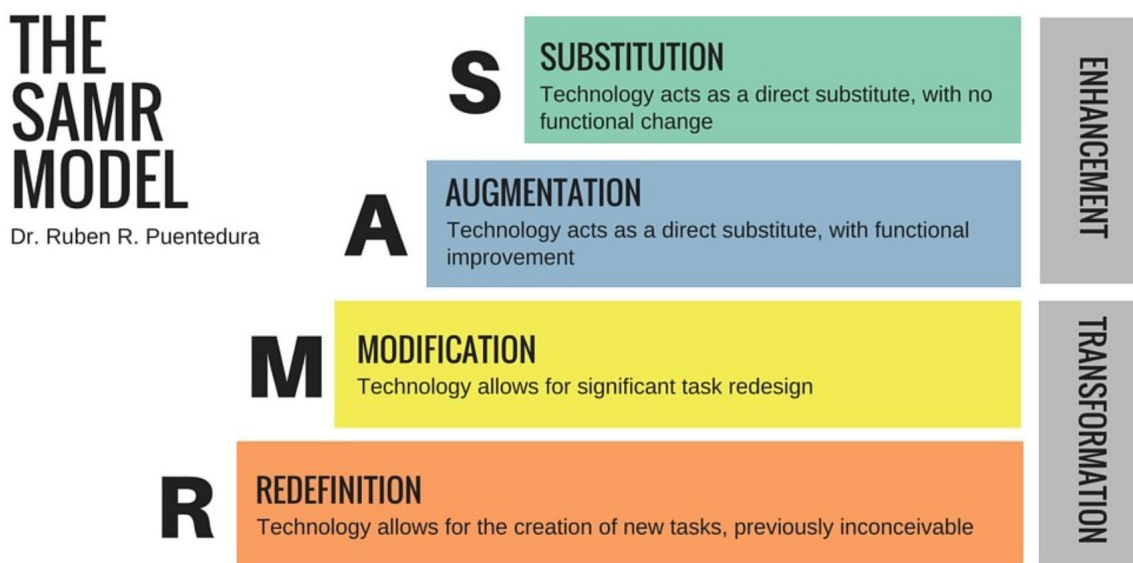 THE
SAMR
MODEL
Dr. Ruben R. Puentedura
S
SUBSTITUTION
Technology acts as a direct substitute, with no
functional change
A
AUGMENTATION
Technology acts as a direct substitute, with functional
improvement
ENHANCEMENT
M
MODIFICATION
Technology allows for significant task redesign
R
REDEFINITION
Technology allows for the creation of new tasks, previously inconceivable
TRANSFORMATION